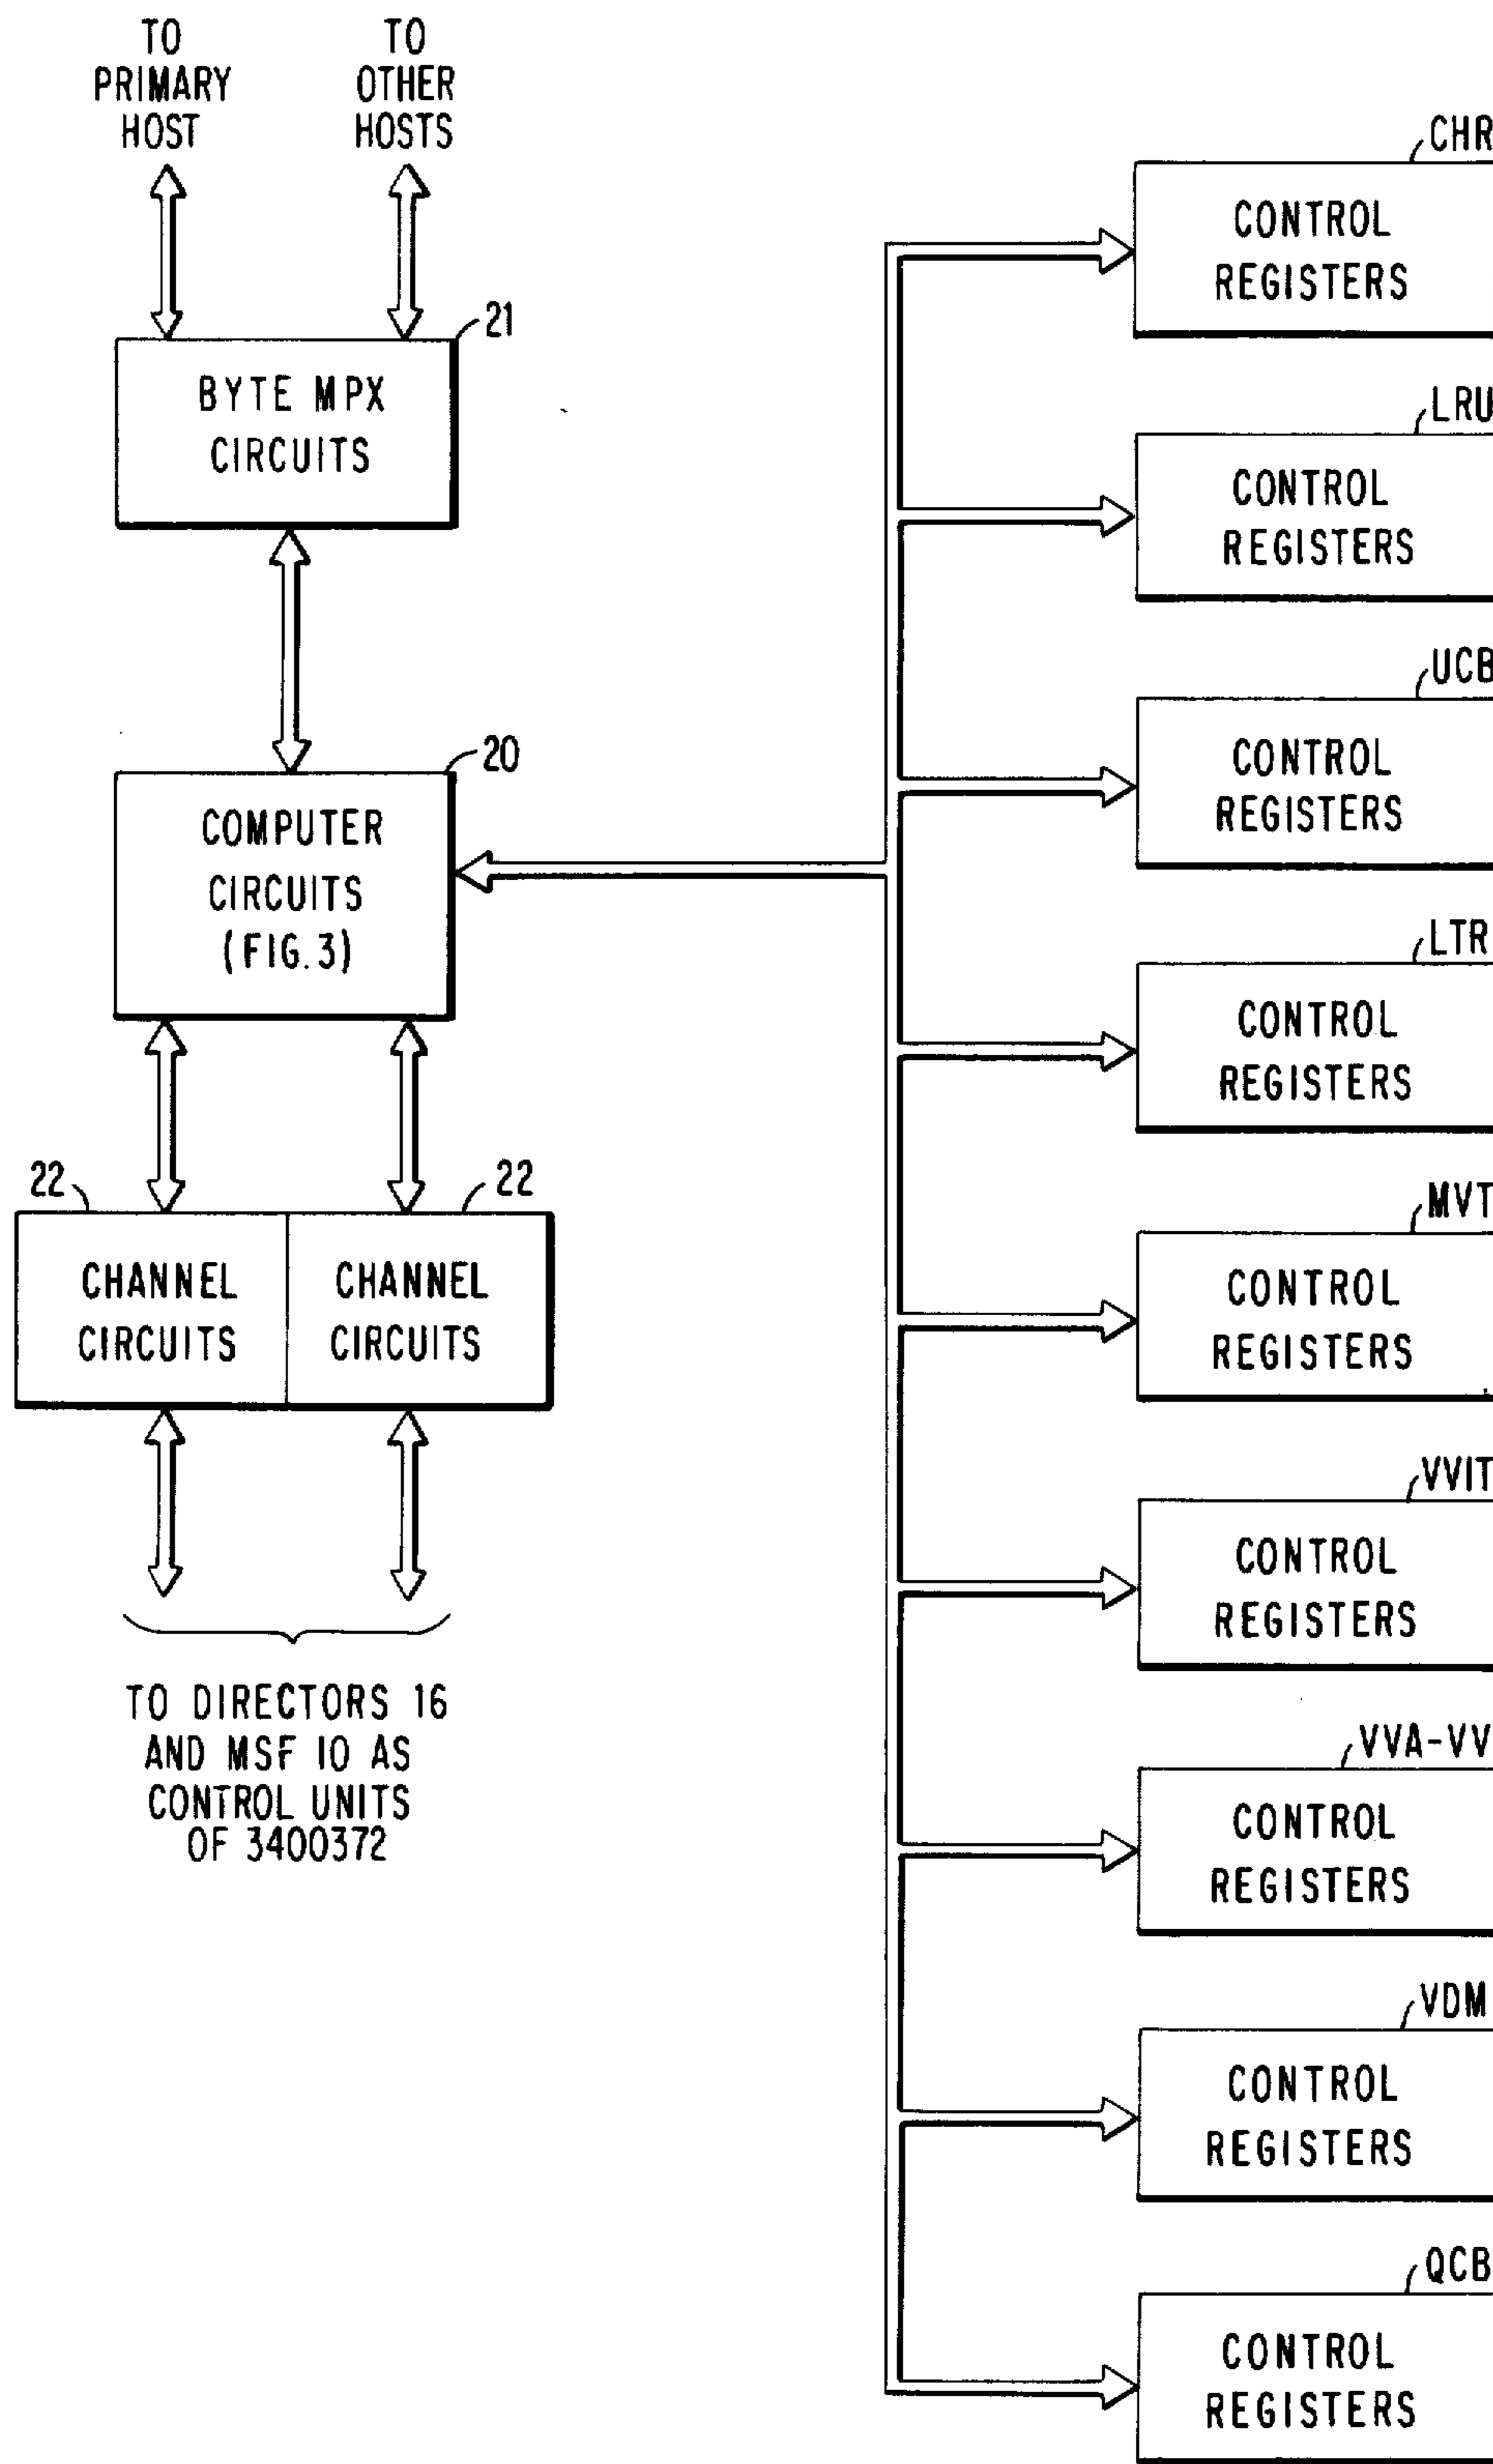 TO
PRIMARY
HOST
TO
OTHER
HOSTS
21
BYTE MPX
CIRCUITS
20
COMPUTER
CIRCUITS
(FIG.3)
22
CHANNEL
CIRCUITS
22
CHANNEL
CIRCUITS
TO DIRECTORS 16
AND MSF 10 AS
CONTROL UNITS
OF 3400372
CHR
CONTROL
REGISTERS
LRU
CONTROL
REGISTERS
UCB
CONTROL
REGISTERS
LTR
CONTROL
REGISTERS
MVT
CONTROL
REGISTERS
VVIT
CONTROL
REGISTERS
VVA-VV
CONTROL
REGISTERS
VDM
CONTROL
REGISTERS
QCB
CONTROL
REGISTERS